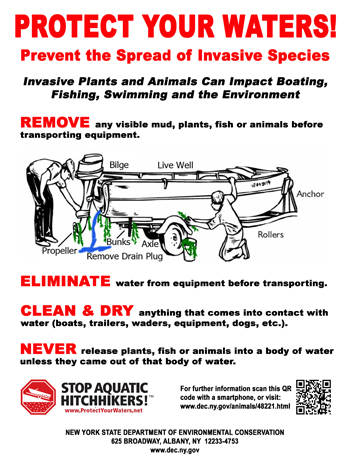 PROTECT YOUR WATERS!
Prevent the Spread of Invasive Species
Invasive Plants and Animals Can Impact Boating,
Fishing, Swimming and the Environment
REMOVE any visible mud, plants, fish or animals before
transporting equipment.
Bilge
Live Well
Anchor
Rollers
Propeller
Bunks
Axle
Remove Drain Plug
ELIMINATE water from equipment before transporting.
CLEAN & DRY anything that comes into contact with
water (boats, trailers, waders, equipment, dogs, etc.).
NEVER release plants, fish or animals into a body of water
unless they came out of that body of water.
STOP AQUATIC
HITCHHIKERS!™
www.ProtectYourWaters.net
For further information scan this QR
code with a smartphone, or visit:
www.dec.ny.gov/animals/48221.html
NEW YORK STATE DEPARTMENT OF ENVIRONMENTAL CONSERVATION
625 BROADWAY, ALBANY, NY 12233-4753
www.dec.ny.gov